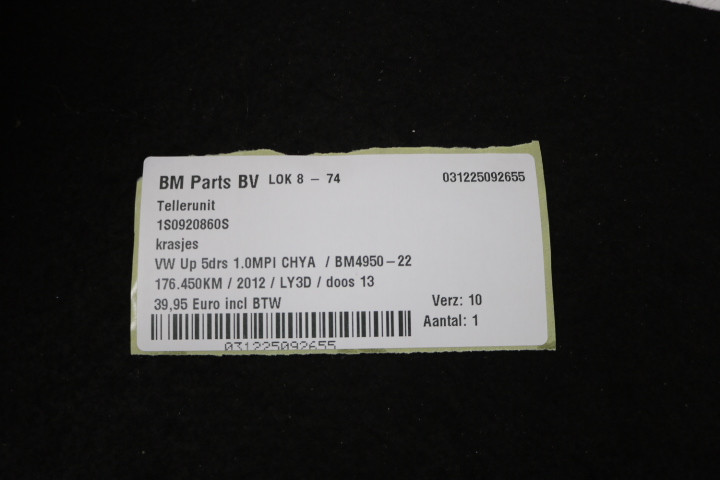 BM Parts BV LOK 8 - 74 031225092655
Tellerunit
1S0920860S
krasjes
VW Up 5drs 1.0MPI CHYA / BM4950-22
176.450KM / 2012 / LY3D / doos 13
39,95 Euro incl BTW Verz: 10
Aantal: 1
031225092655